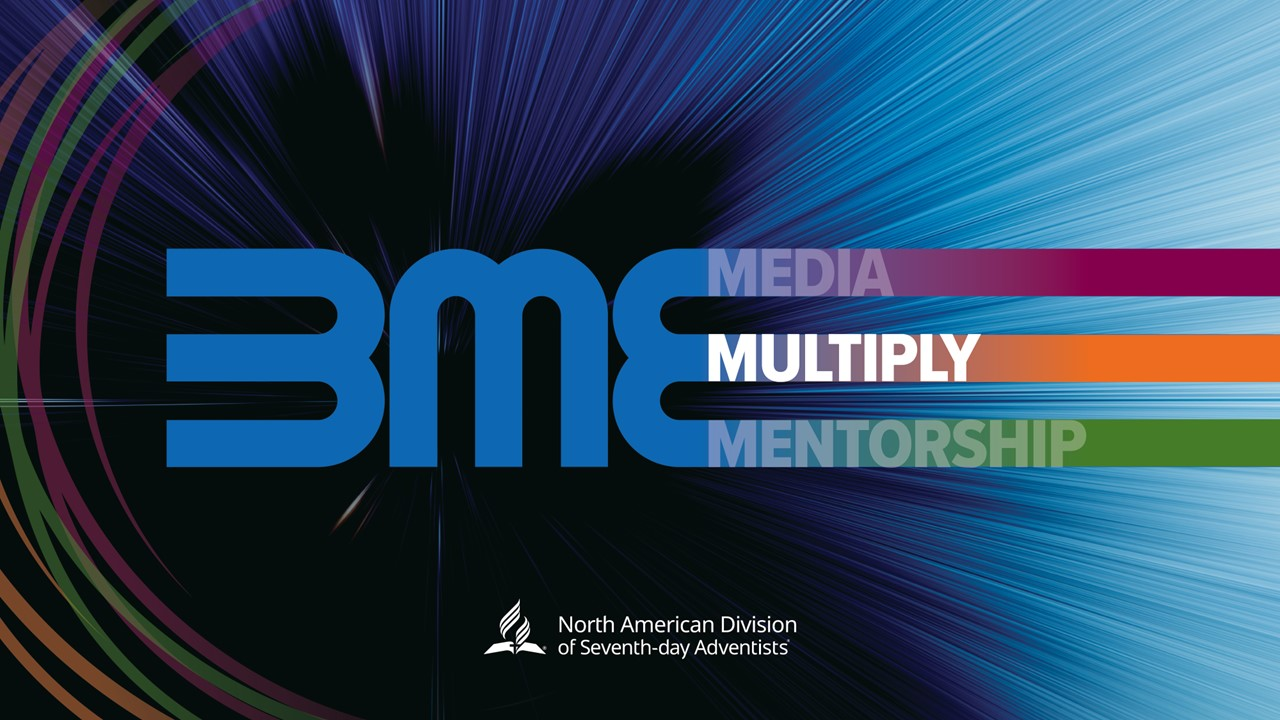 3ME
MEDIA
MULTIPLY
MENTORSHIP
North American Division
of Seventh-day Adventists